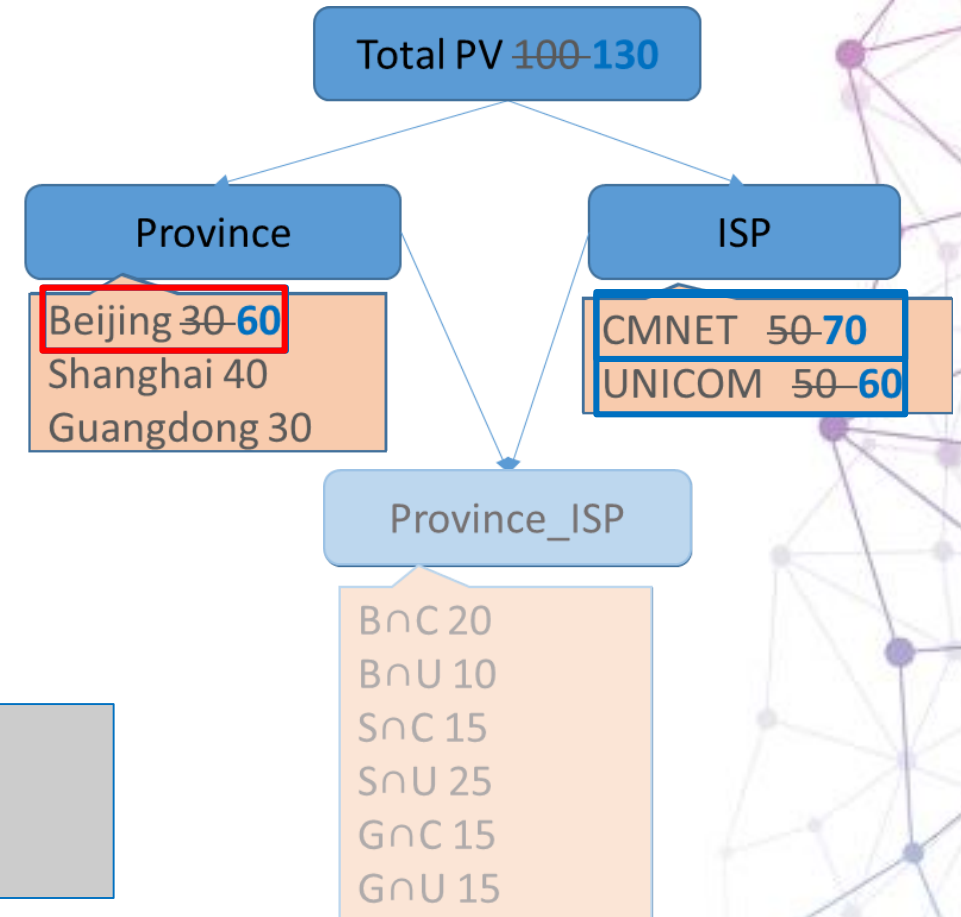 Total PV 100 130
Province
ISP
Beijing 30 60
Shanghai 40
Guangdong 30
CMNET 50 70
UNICOM 50 60
Province_ISP
B∩C 20
B∩U 10
S∩C 15
S∩U 25
G∩C 15
G∩U 15